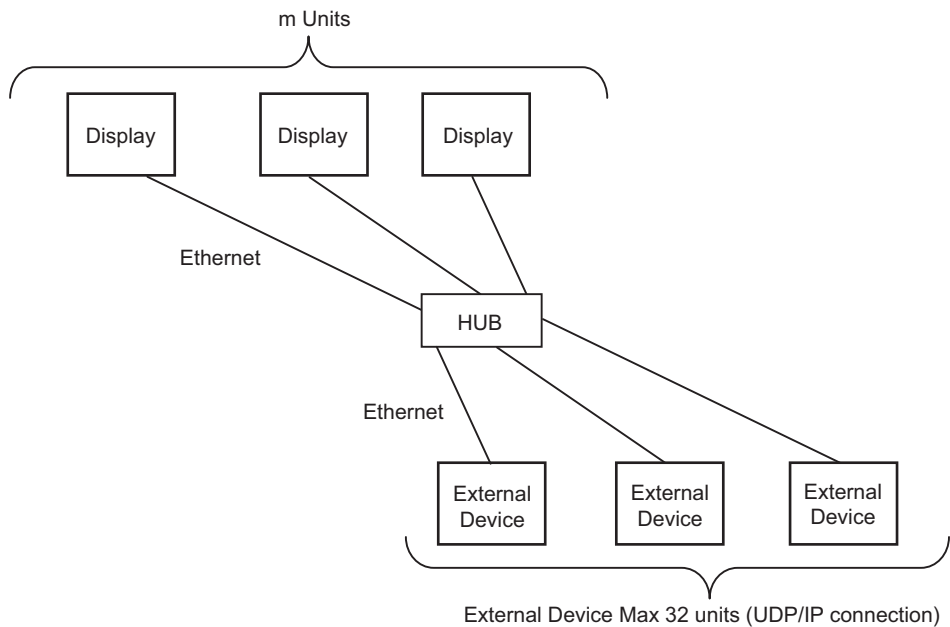 m Units
Display
Display
Display
Ethernet
HUB
Ethernet
External
Device
External
Device
External
Device
External Device Max 32 units (UDP/IP connection)